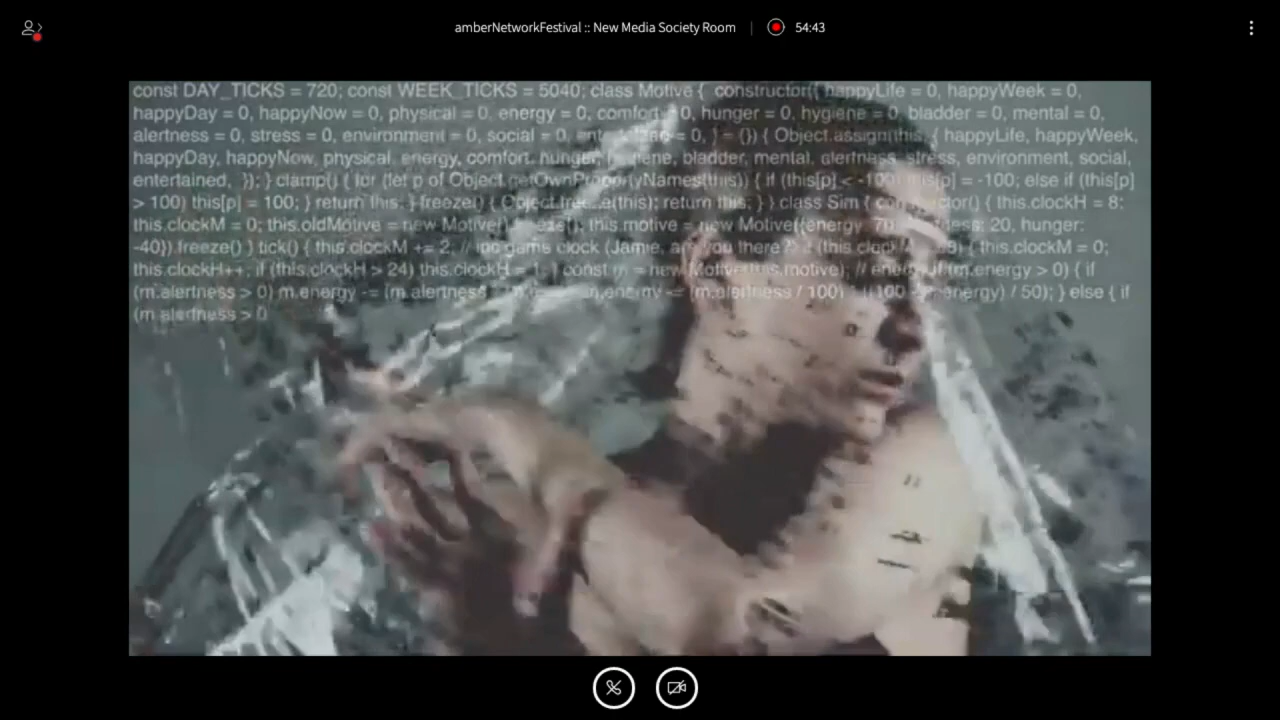 amberNetworkFestival :: New Media Society Room | 54:43
const DAY_TICKS = 720; const WEEK_TICKS = 5040; class Motive { constructor({ happyLife = 0, happyWeek = 0,
happyDay = 0, happyNow = 0, physical = 0, energy = 0, comfort = 0, hunger = 0, hygiene = 0, bladder = 0, mental = 0,
alertness = 0, stress = 0, environment = 0, social = 0, entertained = 0, } = {}) { Object.assign(this, { happyLife, happyWeek,
happyDay, happyNow, physical, energy, comfort, hunger, hygiene, bladder, mental, alertness, stress, environment, social,
entertained, }); } clamp() { for (let p of Object.getOwnPropertyNames(this)) { if (this[p] < -100) this[p] = -100; else if (this[p]
> 100) this[p] = 100; } return this; } freeze() { Object.freeze(this); return this; } } class Sim { constructor() { this.clockH = 8;
this.clockM = 0; this.oldMotive = new Motive().freeze(); this.motive = new Motive({energy: 70, alertness: 20, hunger:
-40}).freeze() } tick() { this.clockM += 2; // inc game clock (Jamie, are you there?) if (this.clockM > 58) { this.clockM = 0;
this.clockH++; if (this.clockH > 24) this.clockH = 1; } const m = new Motive(this.motive); // energy if (m.energy > 0) { if
(m.alertness > 0) m.energy -= (m.alertness m.energy -= (m.alertness / 100) * ((100 - m.energy) / 50); } else { if
(m.alertness > 0